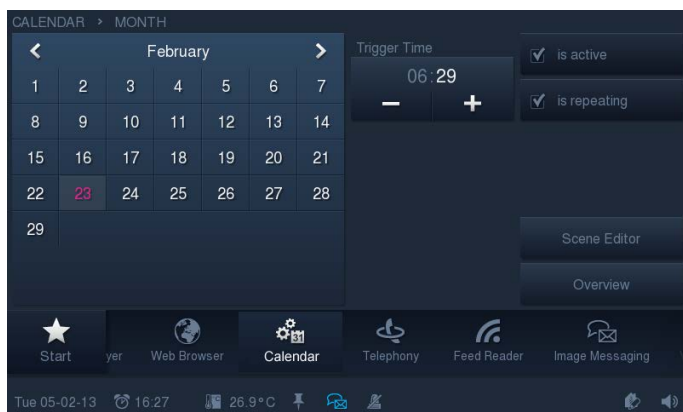 CALENDAR > MONTH
< February >
1 2 3 4 5 6 7
8 9 10 11 12 13 14
15 16 17 18 19 20 21
22 23 24 25 26 27 28
29
Trigger Time
06:29
− +
is active
is repeating
Scene Editor
Overview
Start
yer
Web Browser
31
Calendar
Telephony
Feed Reader
Image Messaging
Tue 05-02-13 16:27 26.9°C